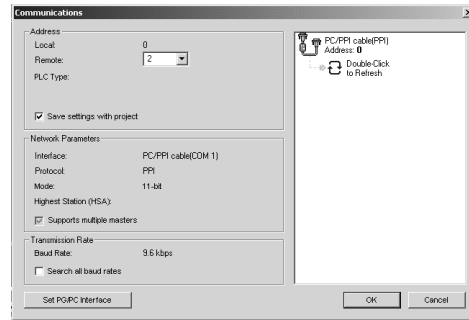 Communications
Address
Local: 0
Remote: 2
PLC Type:
Save settings with project
Network Parameters
Interface: PC/PPI cable(COM 1)
Protocol: PPI
Mode: 11-bit
Highest Station (HSA):
Supports multiple masters
Transmission Rate
Baud Rate: 9.6 kbps
Search all baud rates
Set PG/PC Interface
PC/PPI cable(PPI)
Address: 0
Double-Click
to Refresh
OK Cancel